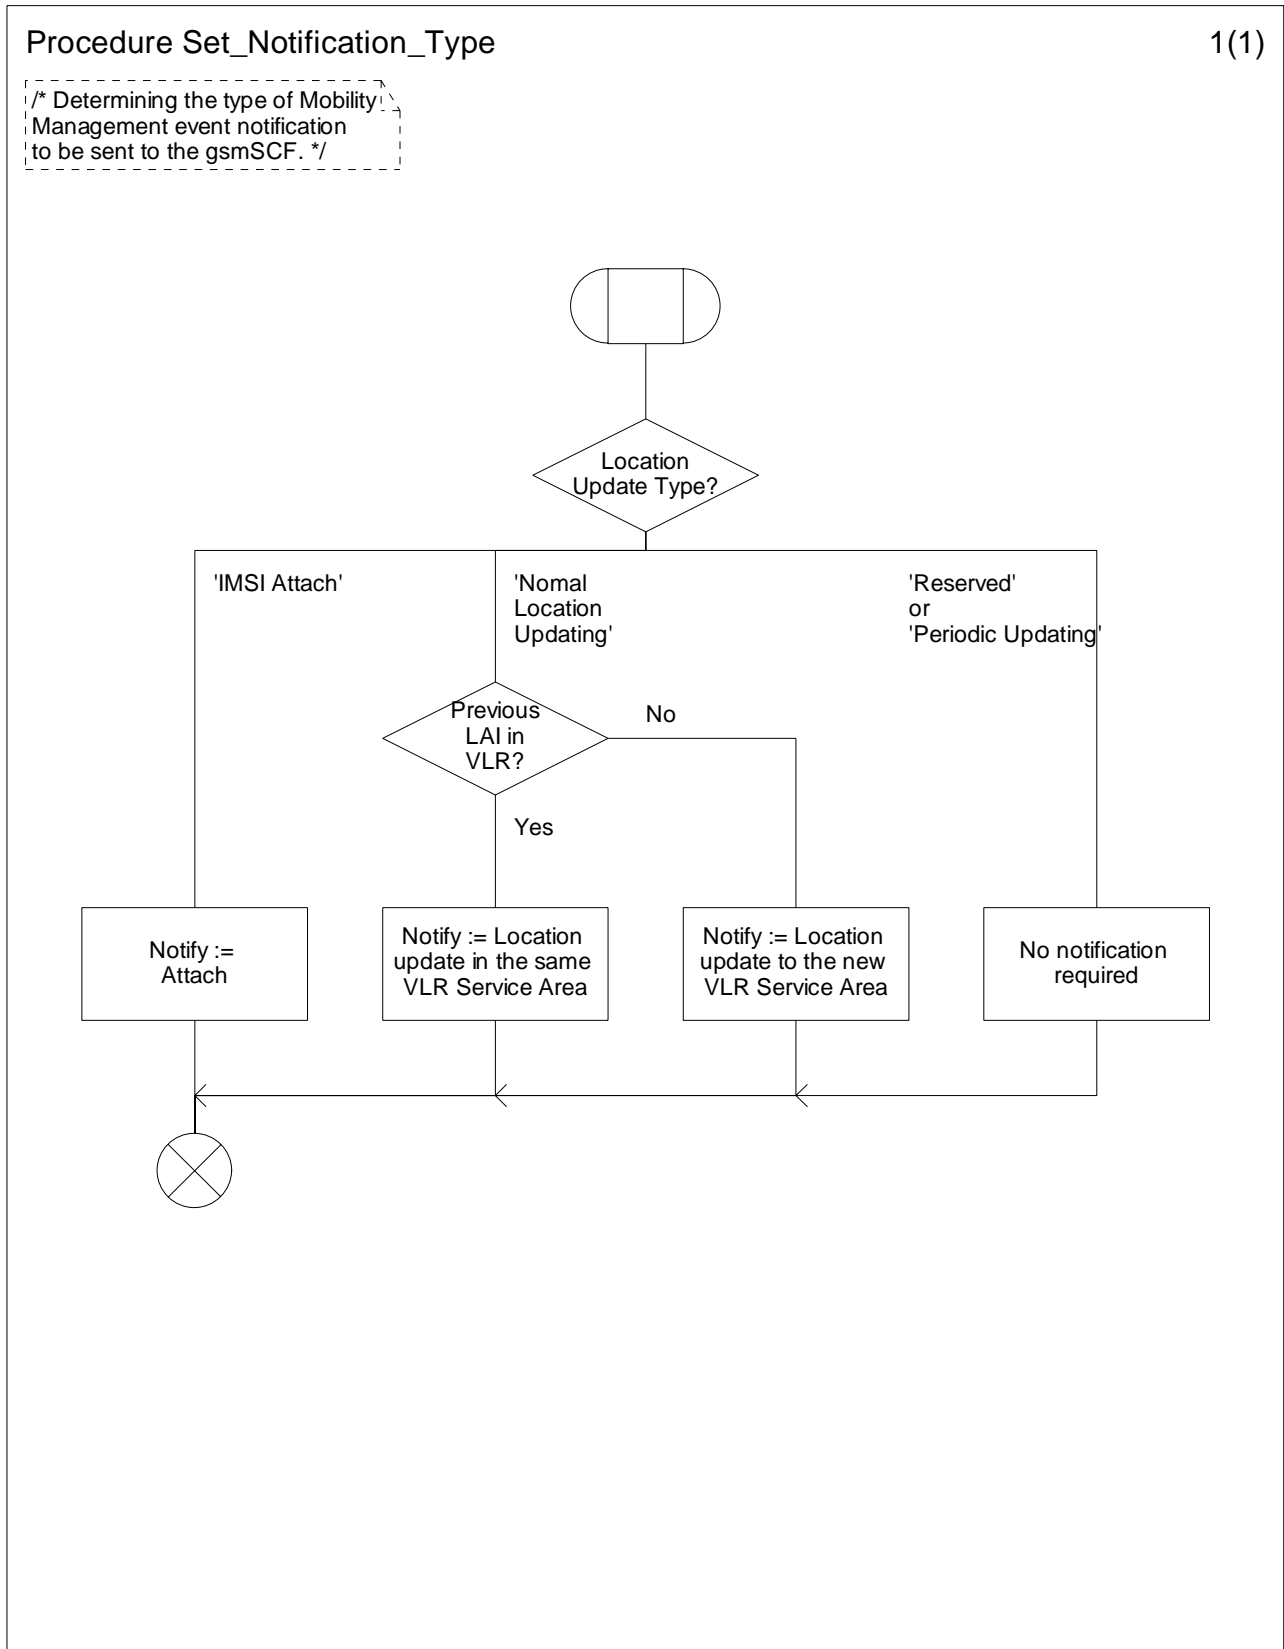 Procedure Set_Notification_Type
1(1)
/* Determining the type of Mobility
Management event notification
to be sent to the gsmSCF. */
Location
Update Type?
'IMSI Attach'
'Nomal
Location
Updating'
'Reserved'
or
'Periodic Updating'
Previous
LAI in
VLR?
No
Yes
Notify :=
Attach
Notify := Location
update in the same
VLR Service Area
Notify := Location
update to the new
VLR Service Area
No notification
required